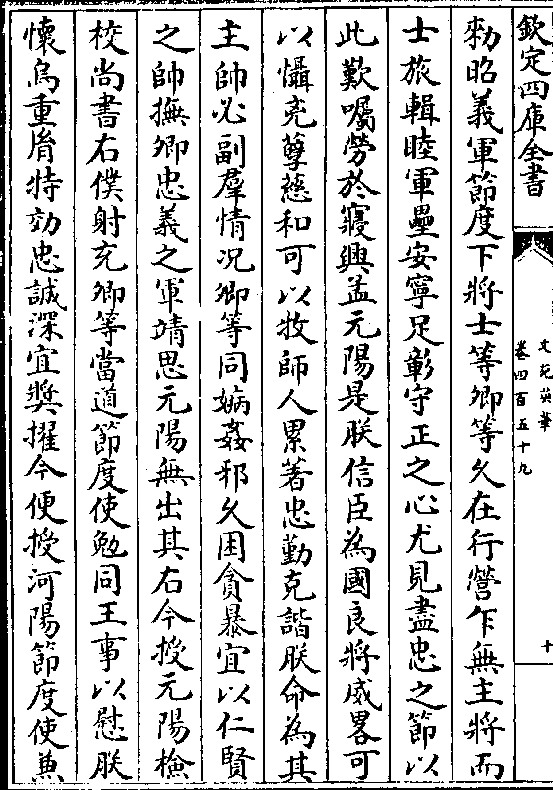 欽定四庫全書
文苑英華
卷四百五十九
十
勑昭義軍節度下將士等卿等久在行營乍無主將而
士旅輯睦軍壘安寧足彰守正之心尤見盡忠之節以
此歎嘱勞於寢興孟元陽是朕信臣為國良將威畧可
以懾兇孽慈和可以牧師人累著忠勤克諧朕命為其
主帥必副羣情况卿等同嫉姦邪久困貪暴宜以仁賢
之帥撫卿忠義之軍靖思元陽無出其右今授元陽檢
校尚書右僕射充卿等當道節度使勉同王事以慰朕
懷烏重脅特効忠誠深宜奬擢今便授河陽節度使兼